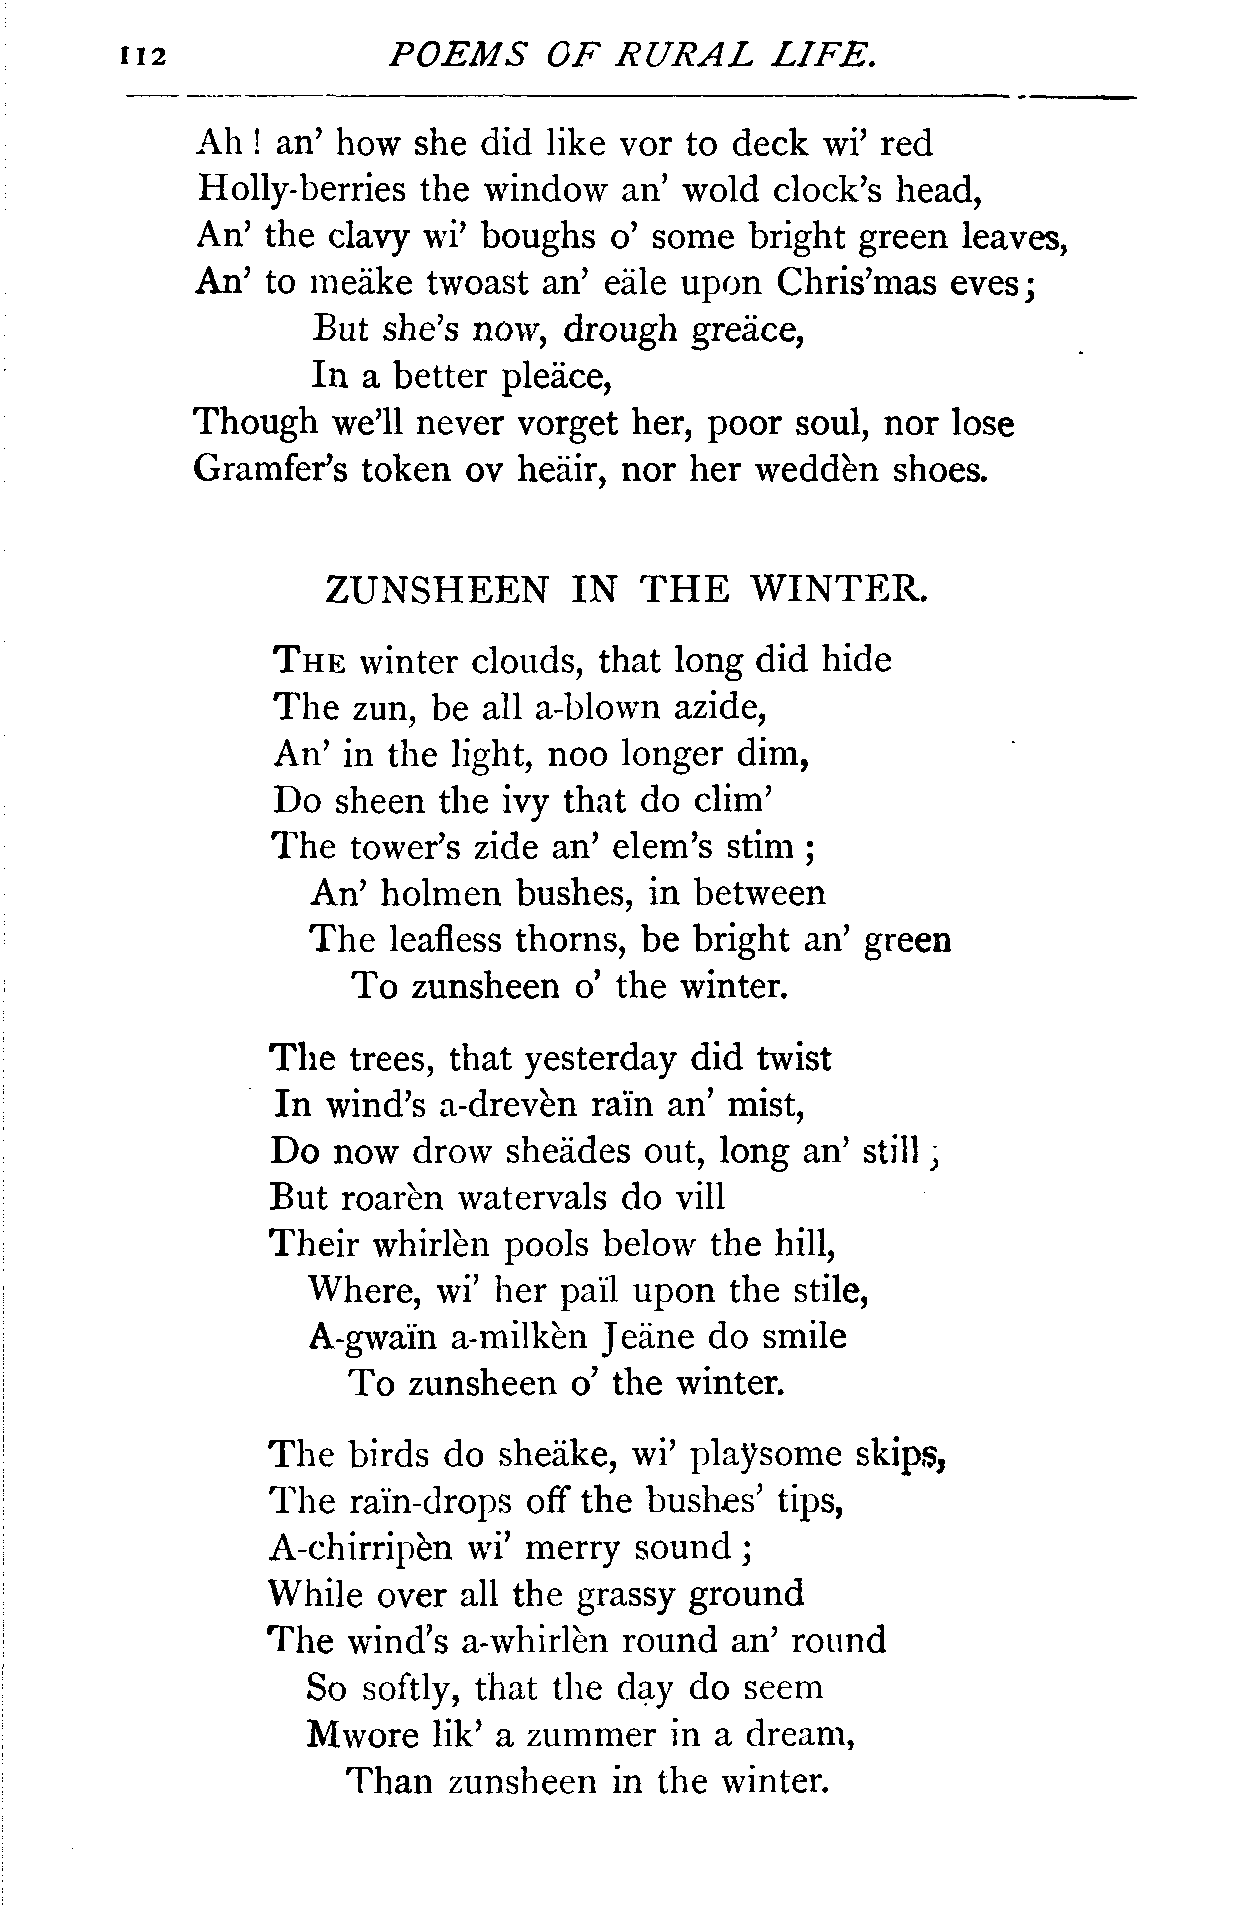 112 POEMS OF RURAL LIFE.
Ah! an' how she did like vor to deck wi' red
Holly-berries the window an' wold clock's head,
An' the clavy wi' boughs o' some bright green leaves,
An' to meäke twoast an' eäle upon Chris'mas eves;
But she's now, drough greäce,
In a better pleäce,
Though we'll never vorget her, poor soul, nor lose
Gramfer's token ov heäir, nor her weddèn shoes.
ZUNSHEEN IN THE WINTER.
THE winter clouds, that long did hide
The zun, be all a-blown azide,
An' in the light, noo longer dim,
Do sheen the ivy that do clim'
The tower's zide an' elem's stim;
An' holmen bushes, in between
The leafless thorns, be bright an' green
To zunsheen o' the winter.
The trees, that yesterday did twist
In wind's a-drevèn raïn an' mist,
Do now drow sheädes out, long an' still;
But roarèn watervals do vill
Their whirlèn pools below the hill,
Where, wi' her païl upon the stile,
A-gwaïn a-milkèn Jeäne do smile
To zunsheen o' the winter.
The birds do sheäke, wi' plaÿsome skips,
The raïn-drops off the bushes' tips,
A-chirripèn wi' merry sound;
While over all the grassy ground
The wind's a-whirlèn round an' round
So softly, that the day do seem
Mwore lik' a zummer in a dream,
Than zunsheen in the winter.